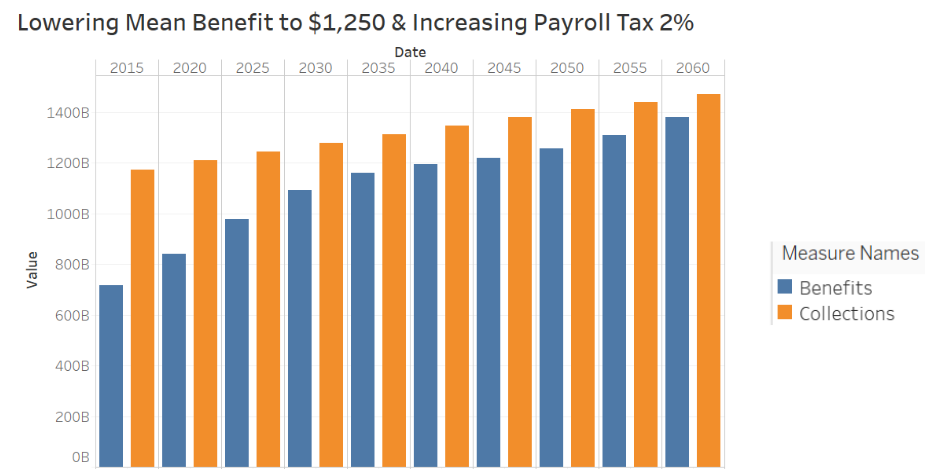 Lowering Mean Benefit to $1,250 & Increasing Payroll Tax 2%
Date
2015 2020 2025 2030 2035 2040 2045 2050 2055 2060
1400B
1200B
1000B
800B
600B
400B
200B
0B
Value
Measure Names
Benefits
Collections